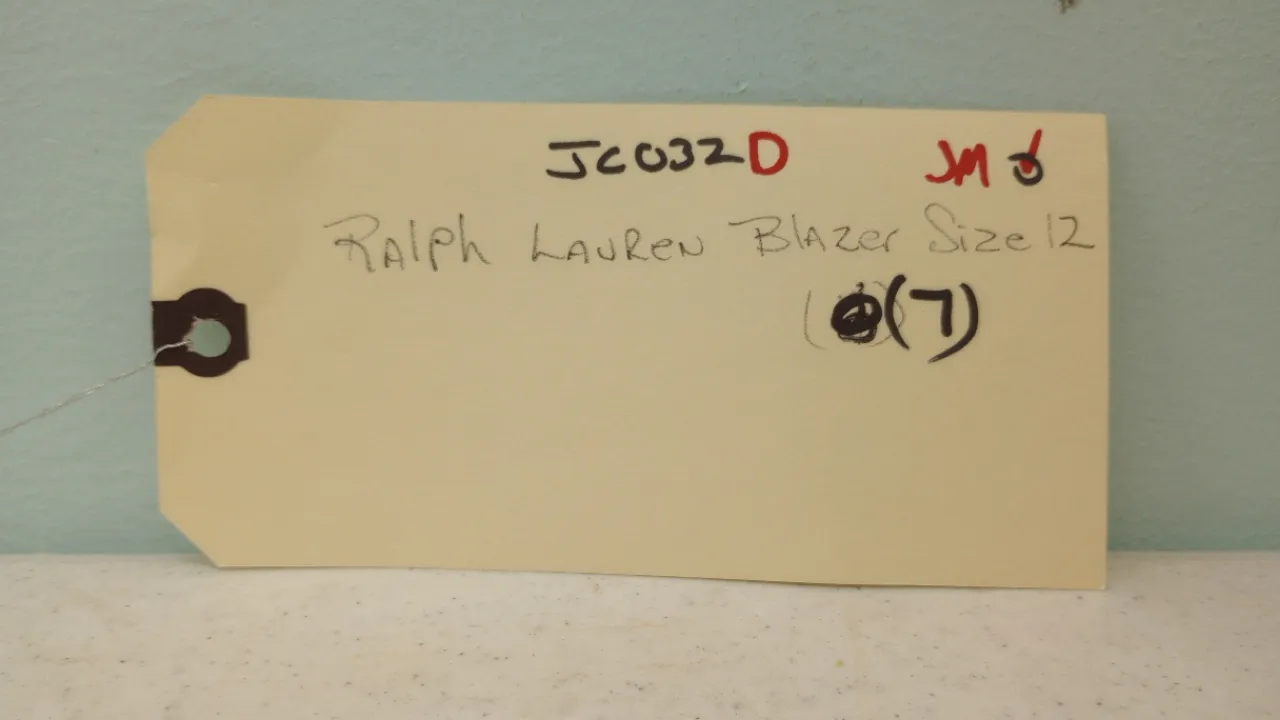 JC032D JM
Ralph Lauren Blazer Size 12
(7)